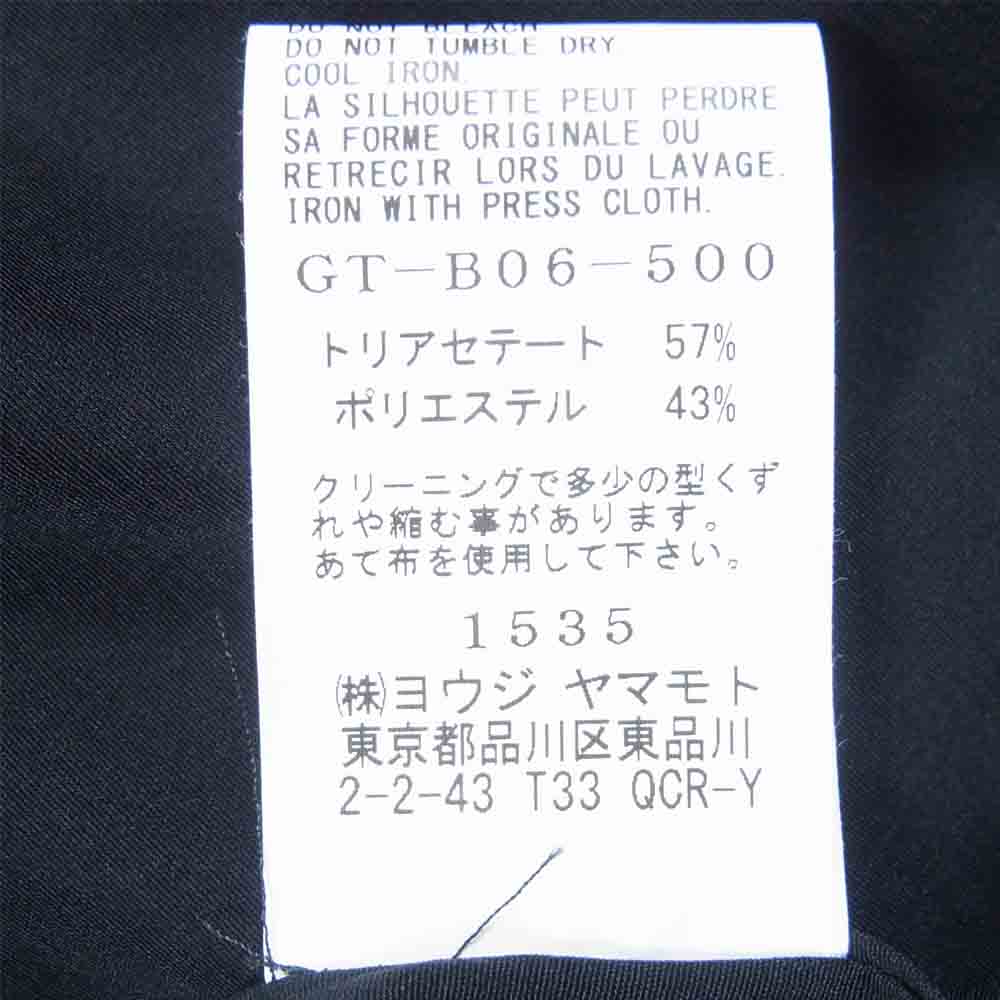 DO NOT BLEACH
DO NOT TUMBLE DRY
COOL IRON.
LA SILHOUETTE PEUT PERDRE
SA FORME ORIGINALE OU
RETRECIR LORS DU LAVAGE.
IRON WITH PRESS CLOTH.
GT-B06-500
トリアセテート 57%
ポリエステル 43%
クリーニングで多少の型くず
れや縮む事があります。
あて布を使用して下さい。
1535
㈱ヨウジ ヤマモト
東京都品川区東品川
2-2-43 T33 QCR-Y